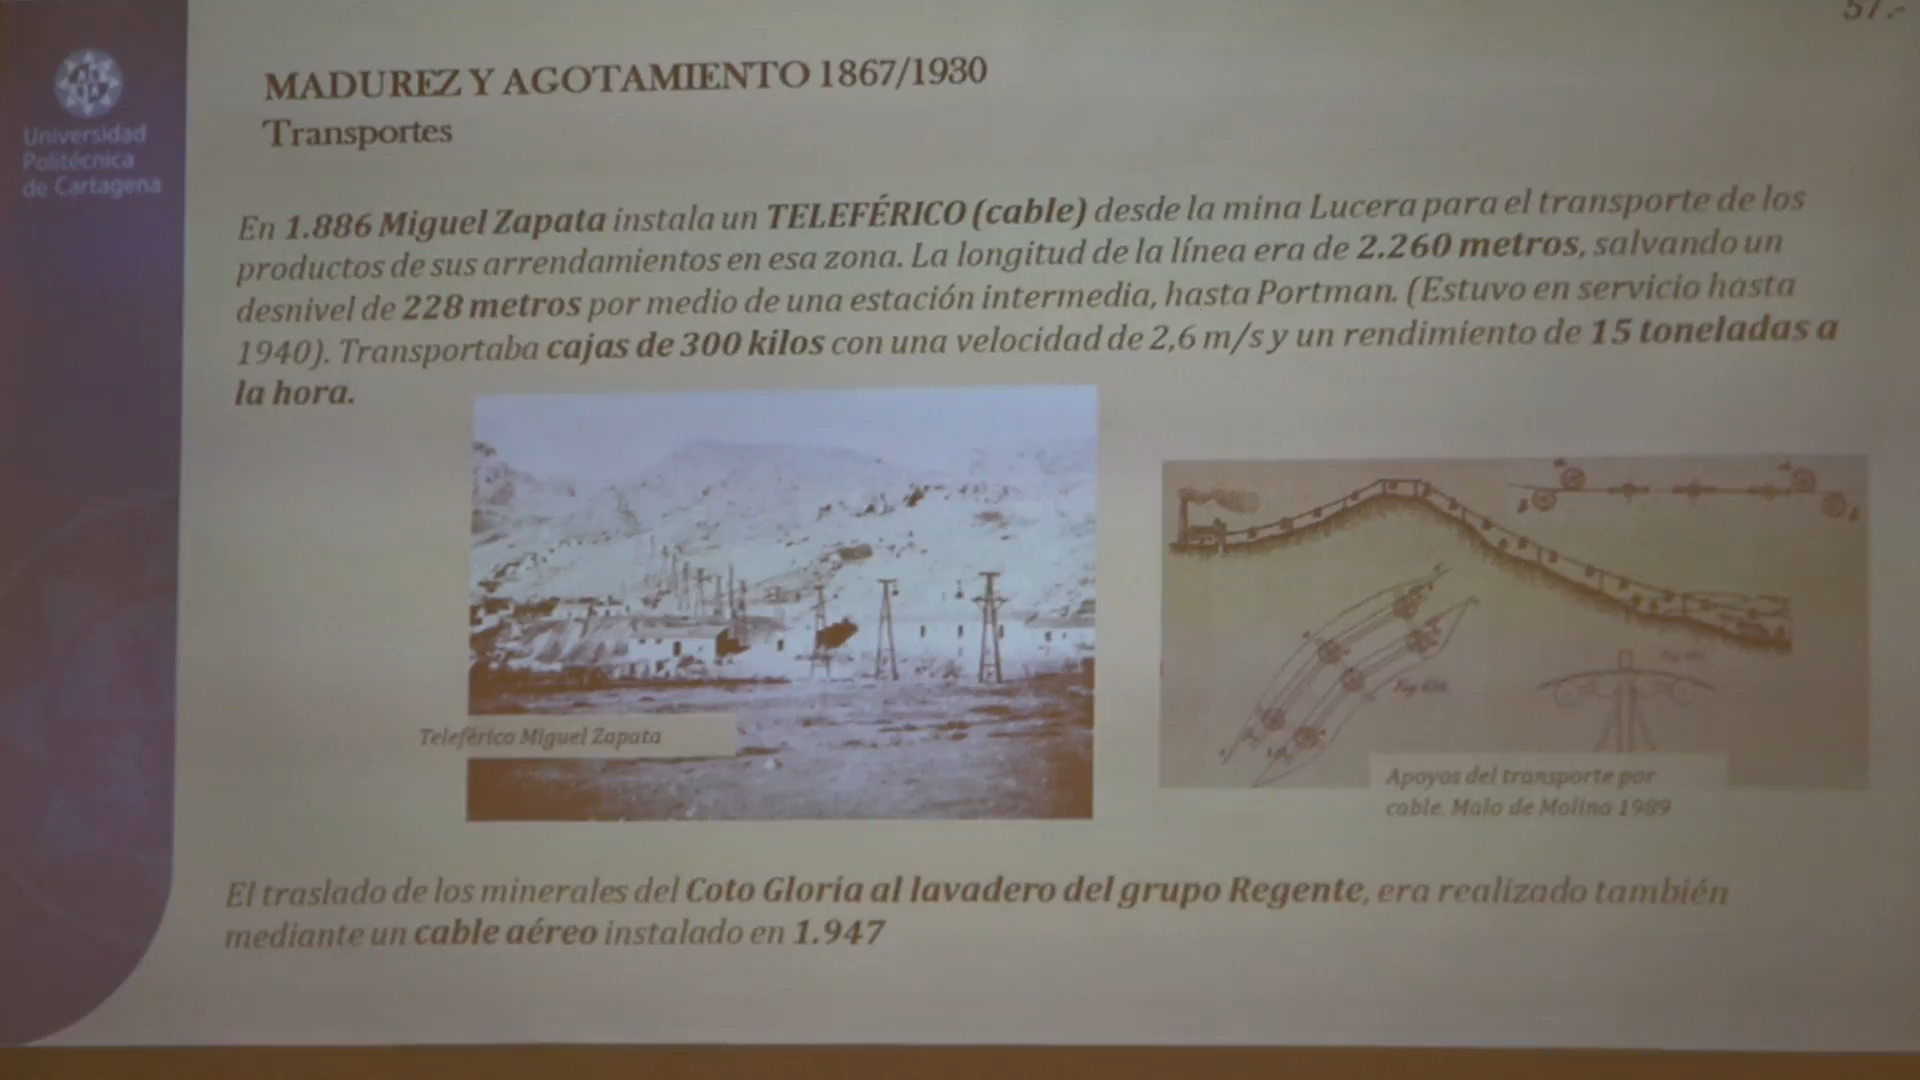 57.-
Universidad
Politécnica
de Cartagena
MADUREZ Y AGOTAMIENTO 1867/1930
Transportes
En 1.886 Miguel Zapata instala un TELEFÉRICO (cable) desde la mina Lucera para el transporte de los
productos de sus arrendamientos en esa zona. La longitud de la línea era de 2.260 metros, salvando un
desnivel de 228 metros por medio de una estación intermedia, hasta Portman. (Estuvo en servicio hasta
1940). Transportaba cajas de 300 kilos con una velocidad de 2,6 m/s y un rendimiento de 15 toneladas a
la hora.
Teleférico Miguel Zapata
Apoyos del transporte por
cable. Malo de Molina 1989
El traslado de los minerales del Coto Gloria al lavadero del grupo Regente, era realizado también
mediante un cable aéreo instalado en 1.947